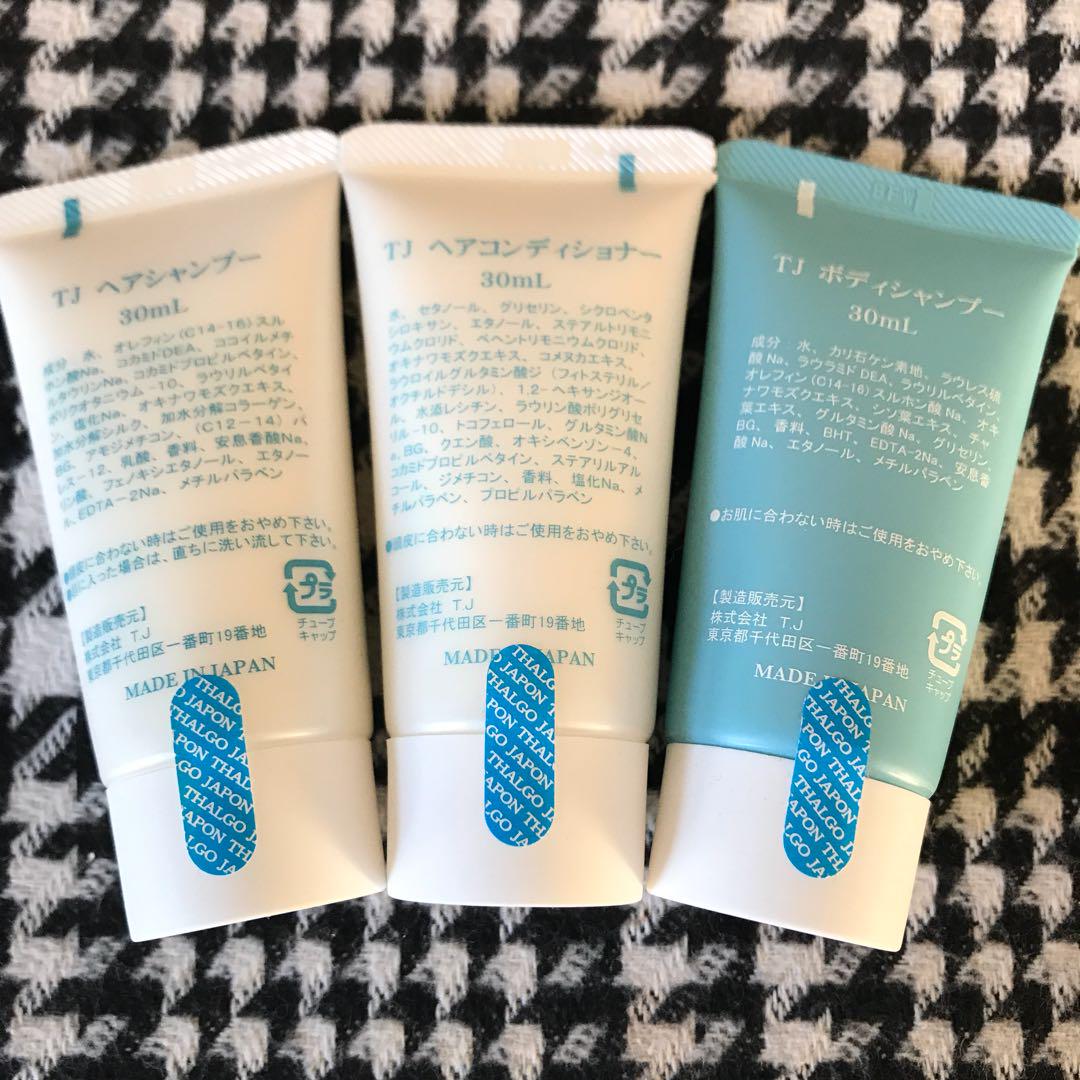 TJ ヘアシャンプー
30mL
成分：水、オレフィン(C14-16)スル
ホン酸Na、コカミドDEA、ココイルメチ
ルタウリンNa、コカミドプロピルベタイン、
ポリクオタニウム-10、ラウリルベタイ
ン、塩化Na、オキナワモズクエキス、
加水分解シルク、加水分解コラーゲン、
BG、アモジメチコン、(C12-14)パ
レス-12、乳酸、香料、安息香酸Na、
リン酸、フェノキシエタノール、エタノー
ル、EDTA-2Na、メチルパラベン
●頭皮に合わない時はご使用をおやめ下さい。
に入った場合は、直ちに洗い流して下さい。
【製造販売元】
株式会社 T.J
東京都千代田区一番町19番地
MADE IN JAPAN
プラ
チューブ
キャップ
THALGO JAPON
TJ ヘアコンディショナー
30mL
水、セタノール、グリセリン、シクロペンタ
シロキサン、エタノール、ステアルトリモニ
ウムクロリド、ベヘントリモニウムクロリド、
オキナワモズクエキス、コメヌカエキス、
ラウロイルグルタミン酸ジ(フィトステリル/
オクチルドデシル)、1,2-ヘキサンジオー
ル、水添レシチン、ラウリン酸ポリグリセ
リル-10、トコフェロール、グルタミン酸N
a、BG、クエン酸、オキシベンゾン-4、
コカミドプロピルベタイン、ステアリルアル
コール、ジメチコン、香料、塩化Na、メ
チルパラベン、プロピルパラベン
●頭皮に合わない時はご使用をおやめ下さい。
【製造販売元】
株式会社 T.J
東京都千代田区一番町19番地
MADE JAPAN
プラ
チューブ
キャップ
THALGO JAPON
TJ ボディシャンプー
30mL
成分：水、カリ石ケン素地、ラウレス硫
酸Na、ラウラミドDEA、ラウリルベタイン、
オレフィン(C14-16)スルホン酸Na、オキ
ナワモズクエキス、シソ葉エキス、チャ
葉エキス、グルタミン酸Na、グリセリン、
BG、香料、BHT、EDTA-2Na、安息香
酸Na、エタノール、メチルパラベン
●お肌に合わない時はご使用をおやめ下さい。
【製造販売元】
株式会社 T.J
東京都千代田区一番町19番地
MADE IN JAPAN
プラ
チューブ
キャップ
THALGO JAPON